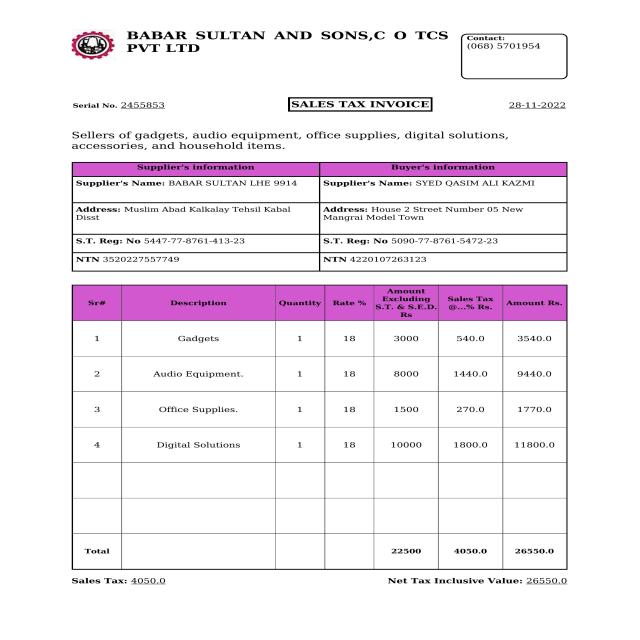 BABAR SULTAN AND SONS,C O TCS
PVT LTD
Contact:
(068) 5701954
Serial No. 2455853
SALES TAX INVOICE
28-11-2022
Sellers of gadgets, audio equipment, office supplies, digital solutions,
accessories, and household items.
Supplier's information Buyer's information
Supplier's Name: BABAR SULTAN LHE 9914 Supplier's Name: SYED QASIM ALI KAZMI
Address: Muslim Abad Kalkalay Tehsil Kabal
Disst
Address: House 2 Street Number 05 New
Mangrai Model Town
S.T. Reg: No 5447-77-8761-413-23 S.T. Reg: No 5090-77-8761-5472-23
NTN 3520227557749 NTN 4220107263123
Sr# Description Quantity Rate %
Amount
Excluding
S.T. & S.E.D.
Rs
Sales Tax
@...% Rs.
Amount Rs.
1 Gadgets 1 18 3000 540.0 3540.0
2 Audio Equipment. 1 18 8000 1440.0 9440.0
3 Office Supplies. 1 18 1500 270.0 1770.0
4 Digital Solutions 1 18 10000 1800.0 11800.0
Total 22500 4050.0 26550.0
Sales Tax: 4050.0 Net Tax Inclusive Value: 26550.0